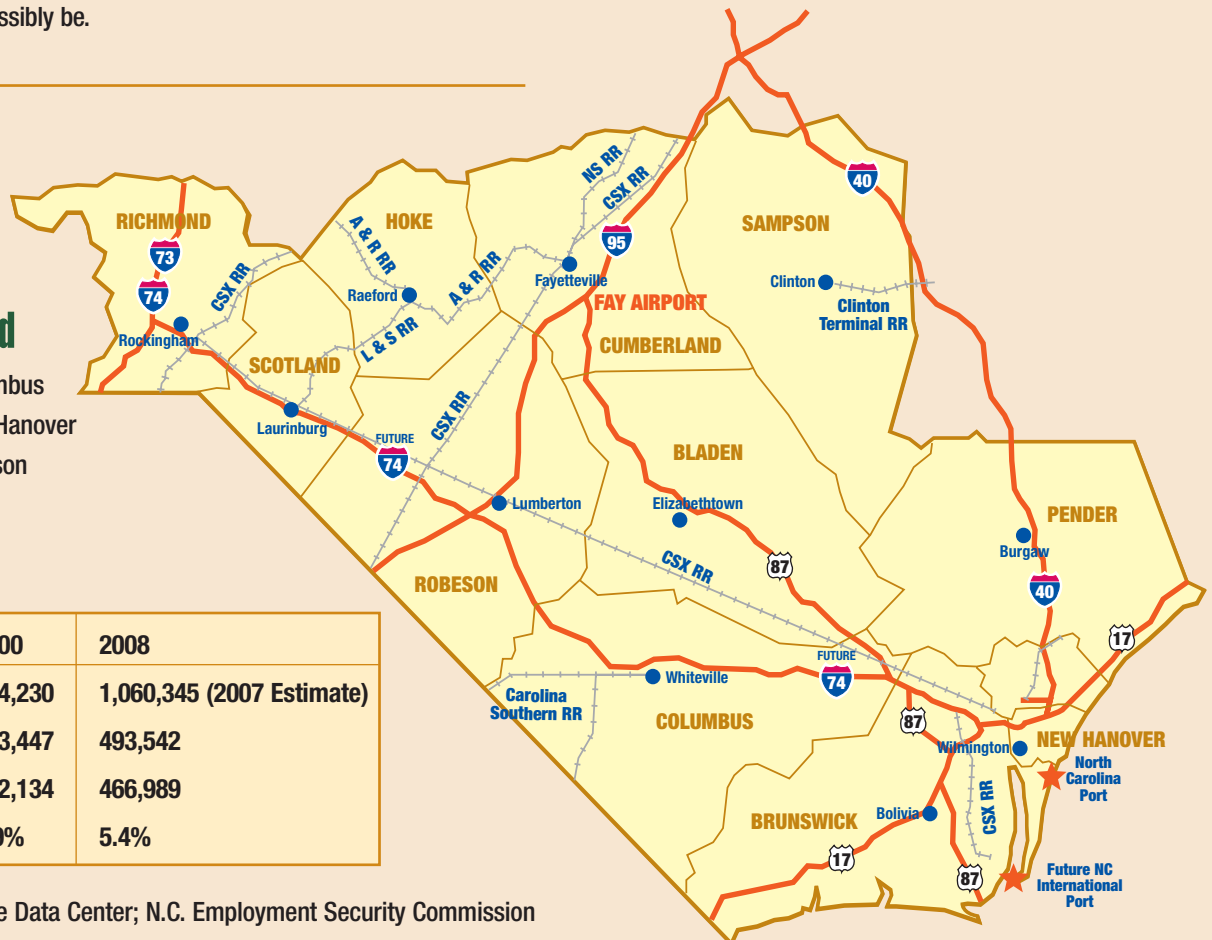 ssibly be.
d
nbus
Hanover
son
00 2008
4,230 1,060,345 (2007 Estimate)
3,447 493,542
2,134 466,989
0% 5.4%
e Data Center; N.C. Employment Security Commission
RICHMOND
73
74
Rockingham
CSX RR
SCOTLAND
Laurinburg
HOKE
A & R RR
Raeford
A & R RR
L & S RR
NS RR
CSX RR
95
Fayetteville
FAY AIRPORT
CUMBERLAND
SAMPSON
40
Clinton
Clinton
Terminal RR
CSX RR
FUTURE
74
Lumberton
ROBESON
BLADEN
Elizabethtown
87
CSX RR
PENDER
Burgaw
40
17
FUTURE
74
Whiteville
Carolina
Southern RR
COLUMBUS
87
Wilmington
NEW HANOVER
North
Carolina
Port
CSX RR
Bolivia
BRUNSWICK
17
87
Future NC
International
Port